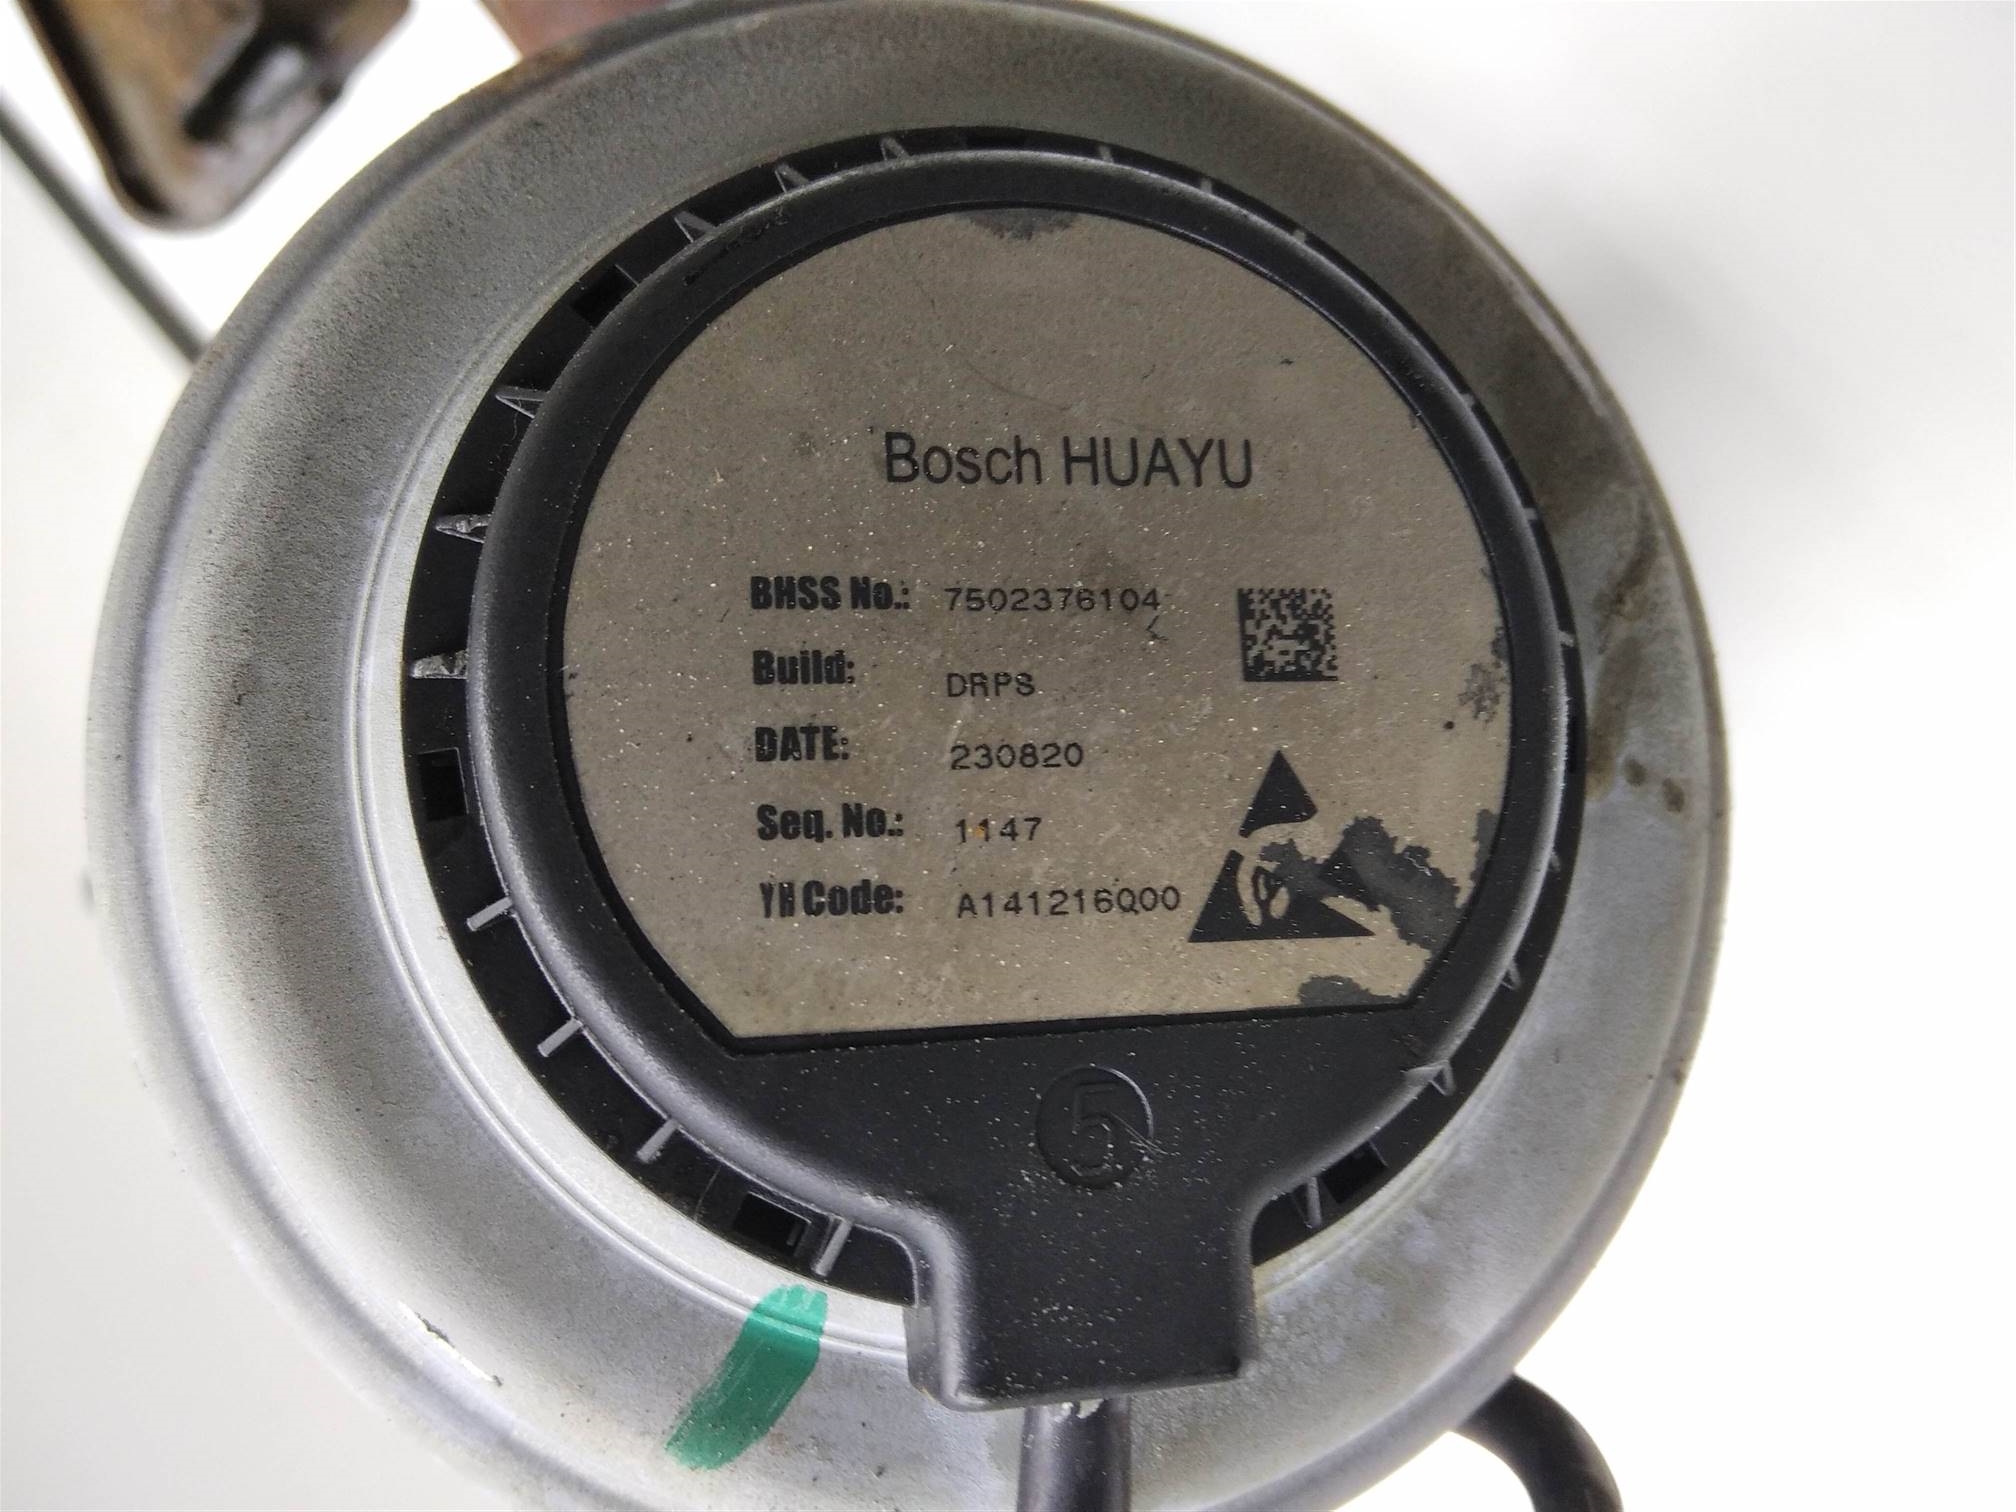 Bosch HUAYU
BHSS No.: 7502376104
Build: DRPS
DATE: 230820
Seq. No.: 1147
YH Code: A141216Q00
5